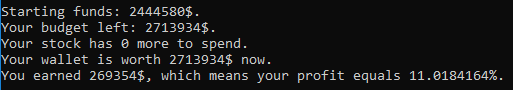 Starting funds: 2444580$.
Your budget left: 2713934$.
Your stock has 0 more to spend.
Your wallet is worth 2713934$ now.
You earned 269354$, which means your profit equals 11.0184164%.